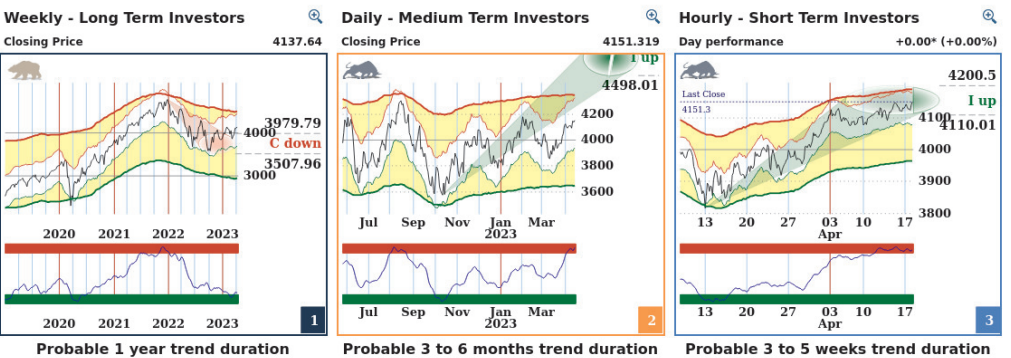 Weekly - Long Term Investors
Closing Price 4137.64
3979.79
4000
C down
3507.96
3000
2020 2021 2022 2023
2020 2021 2022 2023
1
Probable 1 year trend duration
Daily - Medium Term Investors
Closing Price 4151.319
I up
4498.01
4200
4000
3800
3600
Jul Sep Nov Jan Mar
2023
Jul Sep Nov Jan Mar
2023
2
Probable 3 to 6 months trend duration
Hourly - Short Term Investors
Day performance +0.00* (+0.00%)
4200.5
Last Close
I up
4151.3
4100
4110.01
4000
3900
3800
13 20 27 03 10 17
Apr
13 20 27 03 10 17
Apr
3
Probable 3 to 5 weeks trend duration